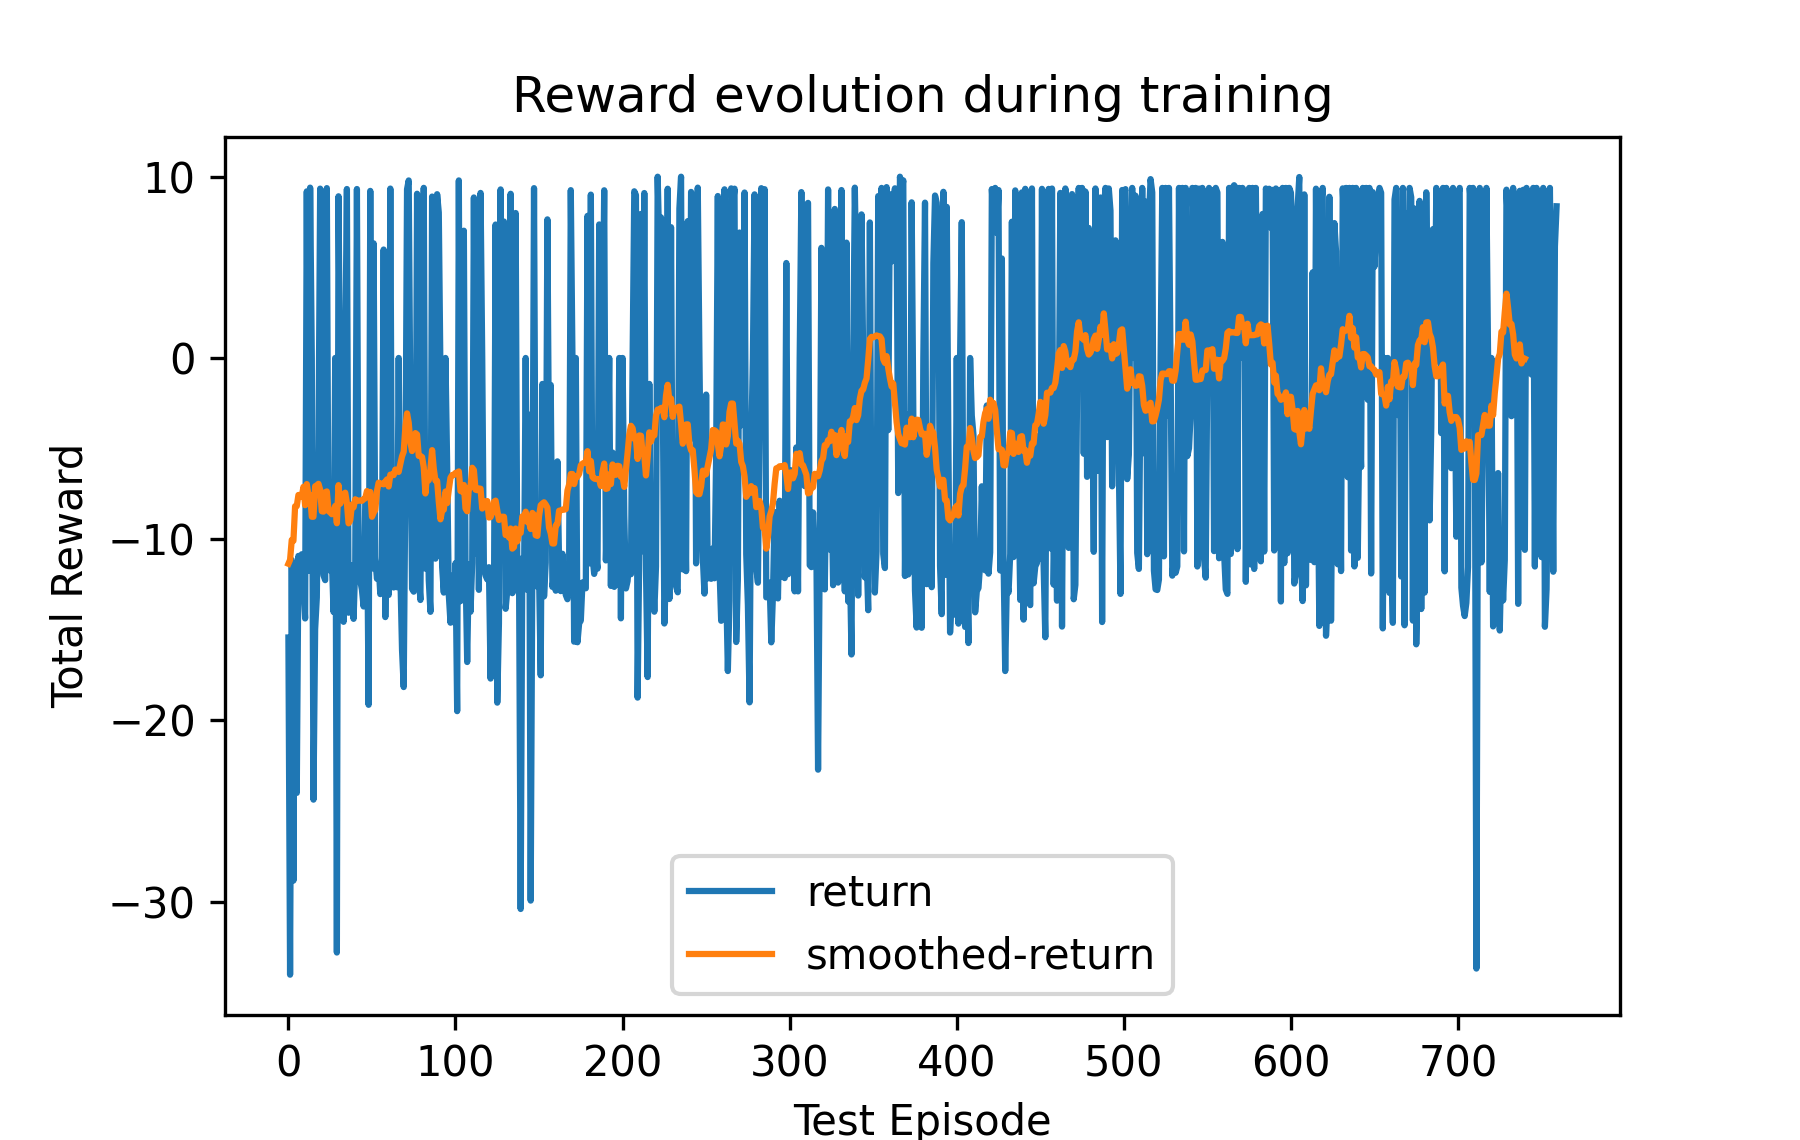 Reward evolution during training
10
0
−10
−20
−30
Total Reward
return
smoothed-return
0 100 200 300 400 500 600 700
Test Episode